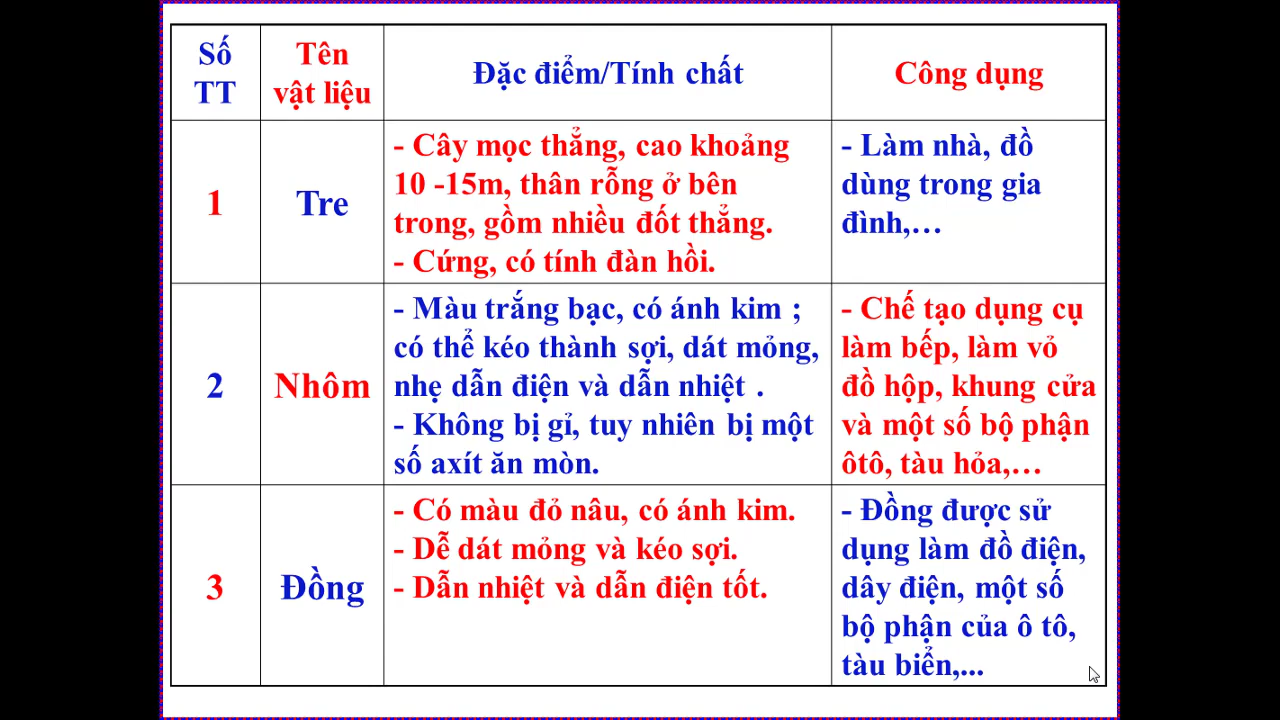 Số
TT
Tên
vật liệu
Đặc điểm/Tính chất
Công dụng
1
Tre
- Cây mọc thẳng, cao khoảng
10 -15m, thân rỗng ở bên
trong, gồm nhiều đốt thẳng.
- Cứng, có tính đàn hồi.
- Làm nhà, đồ
dùng trong gia
đình,…
2
Nhôm
- Màu trắng bạc, có ánh kim ;
có thể kéo thành sợi, dát mỏng,
nhẹ dẫn điện và dẫn nhiệt .
- Không bị gỉ, tuy nhiên bị một
số axít ăn mòn.
- Chế tạo dụng cụ
làm bếp, làm vỏ
đồ hộp, khung cửa
và một số bộ phận
ôtô, tàu hỏa,…
3
Đồng
- Có màu đỏ nâu, có ánh kim.
- Dễ dát mỏng và kéo sợi.
- Dẫn nhiệt và dẫn điện tốt.
- Đồng được sử
dụng làm đồ điện,
dây điện, một số
bộ phận của ô tô,
tàu biển,...